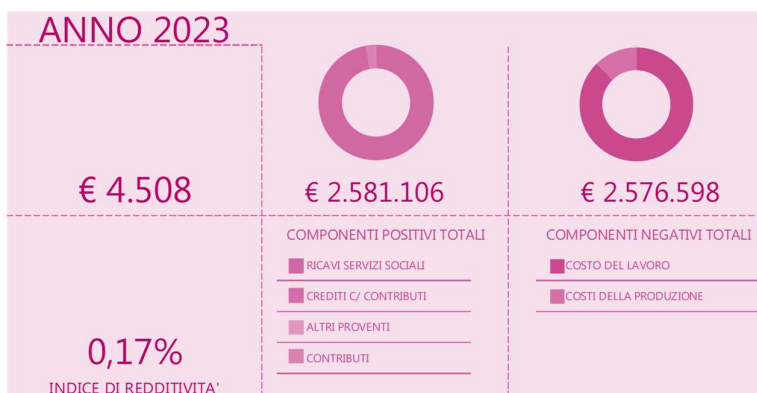 ANNO 2023
€ 4.508
€ 2.581.106
€ 2.576.598
COMPONENTI POSITIVI TOTALI
RICAVI SERVIZI SOCIALI
CREDITI C/ CONTRIBUTI
ALTRI PROVENTI
CONTRIBUTI
COMPONENTI NEGATIVI TOTALI
COSTO DEL LAVORO
COSTI DELLA PRODUZIONE
0,17%
INDICE DI REDDITIVITA'